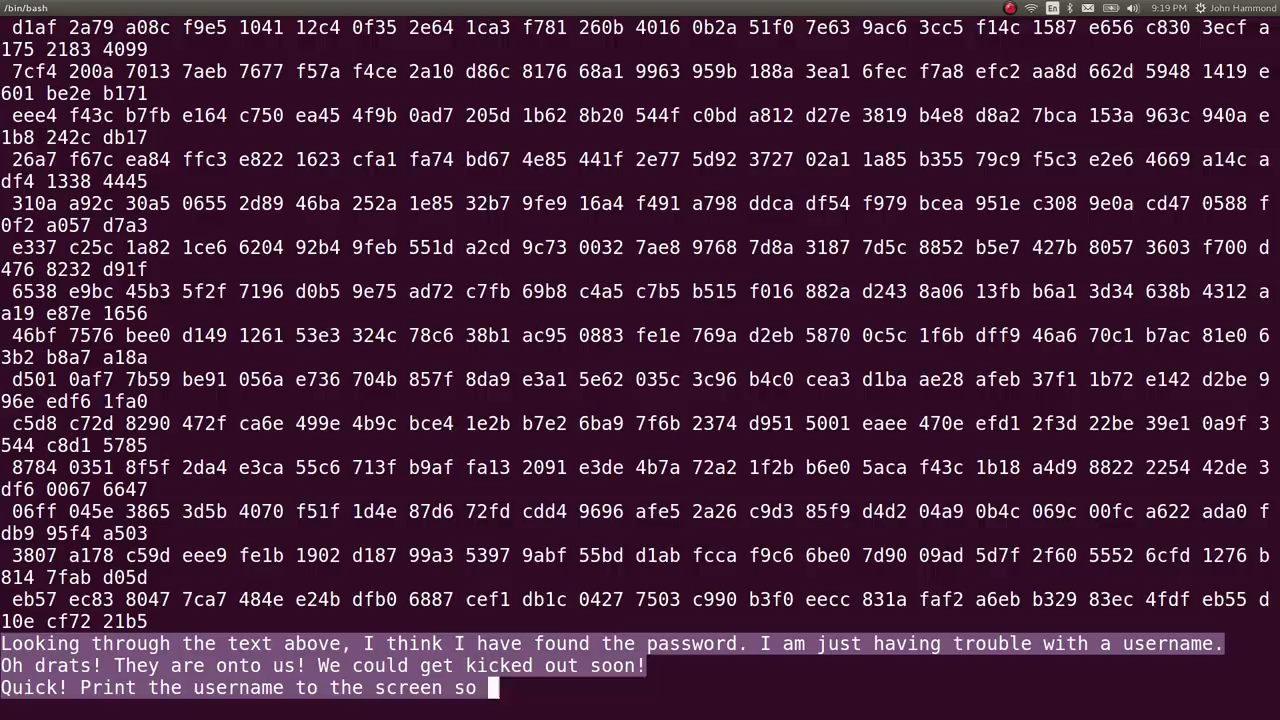 /bin/bash
En
9:19 PM
John Hammond
d1af 2a79 a08c f9e5 1041 12c4 0f35 2e64 1ca3 f781 260b 4016 0b2a 51f0 7e63 9ac6 3cc5 f14c 1587 e656 c830 3ecf a
175 2183 4099
7cf4 200a 7013 7aeb 7677 f57a f4ce 2a10 d86c 8176 68a1 9963 959b 188a 3ea1 6fec f7a8 efc2 aa8d 662d 5948 1419 e
601 be2e b171
eee4 f43c b7fb e164 c750 ea45 4f9b 0ad7 205d 1b62 8b20 544f c0bd a812 d27e 3819 b4e8 d8a2 7bca 153a 963c 940a e
1b8 242c db17
26a7 f67c ea84 ffc3 e822 1623 cfa1 fa74 bd67 4e85 441f 2e77 5d92 3727 02a1 1a85 b355 79c9 f5c3 e2e6 4669 a14c a
df4 1338 4445
310a a92c 30a5 0655 2d89 46ba 252a 1e85 32b7 9fe9 16a4 f491 a798 ddca df54 f979 bcea 951e c308 9e0a cd47 0588 f
0f2 a057 d7a3
e337 c25c 1a82 1ce6 6204 92b4 9feb 551d a2cd 9c73 0032 7ae8 9768 7d8a 3187 7d5c 8852 b5e7 427b 8057 3603 f700 d
476 8232 d91f
6538 e9bc 45b3 5f2f 7196 d0b5 9e75 ad72 c7fb 69b8 c4a5 c7b5 b515 f016 882a d243 8a06 13fb b6a1 3d34 638b 4312 a
a19 e87e 1656
46bf 7576 bee0 d149 1261 53e3 324c 78c6 38b1 ac95 0883 fe1e 769a d2eb 5870 0c5c 1f6b dff9 46a6 70c1 b7ac 81e0 6
3b2 b8a7 a18a
d501 0af7 7b59 be91 056a e736 704b 857f 8da9 e3a1 5e62 035c 3c96 b4c0 cea3 d1ba ae28 afeb 37f1 1b72 e142 d2be 9
96e edf6 1fa0
c5d8 c72d 8290 472f ca6e 499e 4b9c bce4 1e2b b7e2 6ba9 7f6b 2374 d951 5001 eaee 470e efd1 2f3d 22be 39e1 0a9f 3
544 c8d1 5785
8784 0351 8f5f 2da4 e3ca 55c6 713f b9af fa13 2091 e3de 4b7a 72a2 1f2b b6e0 5aca f43c 1b18 a4d9 8822 2254 42de 3
df6 0067 6647
06ff 045e 3865 3d5b 4070 f51f 1d4e 87d6 72fd cdd4 9696 afe5 2a26 c9d3 85f9 d4d2 04a9 0b4c 069c 00fc a622 ada0 f
db9 95f4 a503
3807 a178 c59d eee9 fe1b 1902 d187 99a3 5397 9abf 55bd d1ab fcca f9c6 6be0 7d90 09ad 5d7f 2f60 5552 6cfd 1276 b
814 7fab d05d
eb57 ec83 8047 7ca7 484e e24b dfb0 6887 cef1 db1c 0427 7503 c990 b3f0 eecc 831a faf2 a6eb b329 83ec 4fdf eb55 d
10e cf72 21b5
Looking through the text above, I think I have found the password. I am just having trouble with a username.
Oh drats! They are onto us! We could get kicked out soon!
Quick! Print the username to the screen so